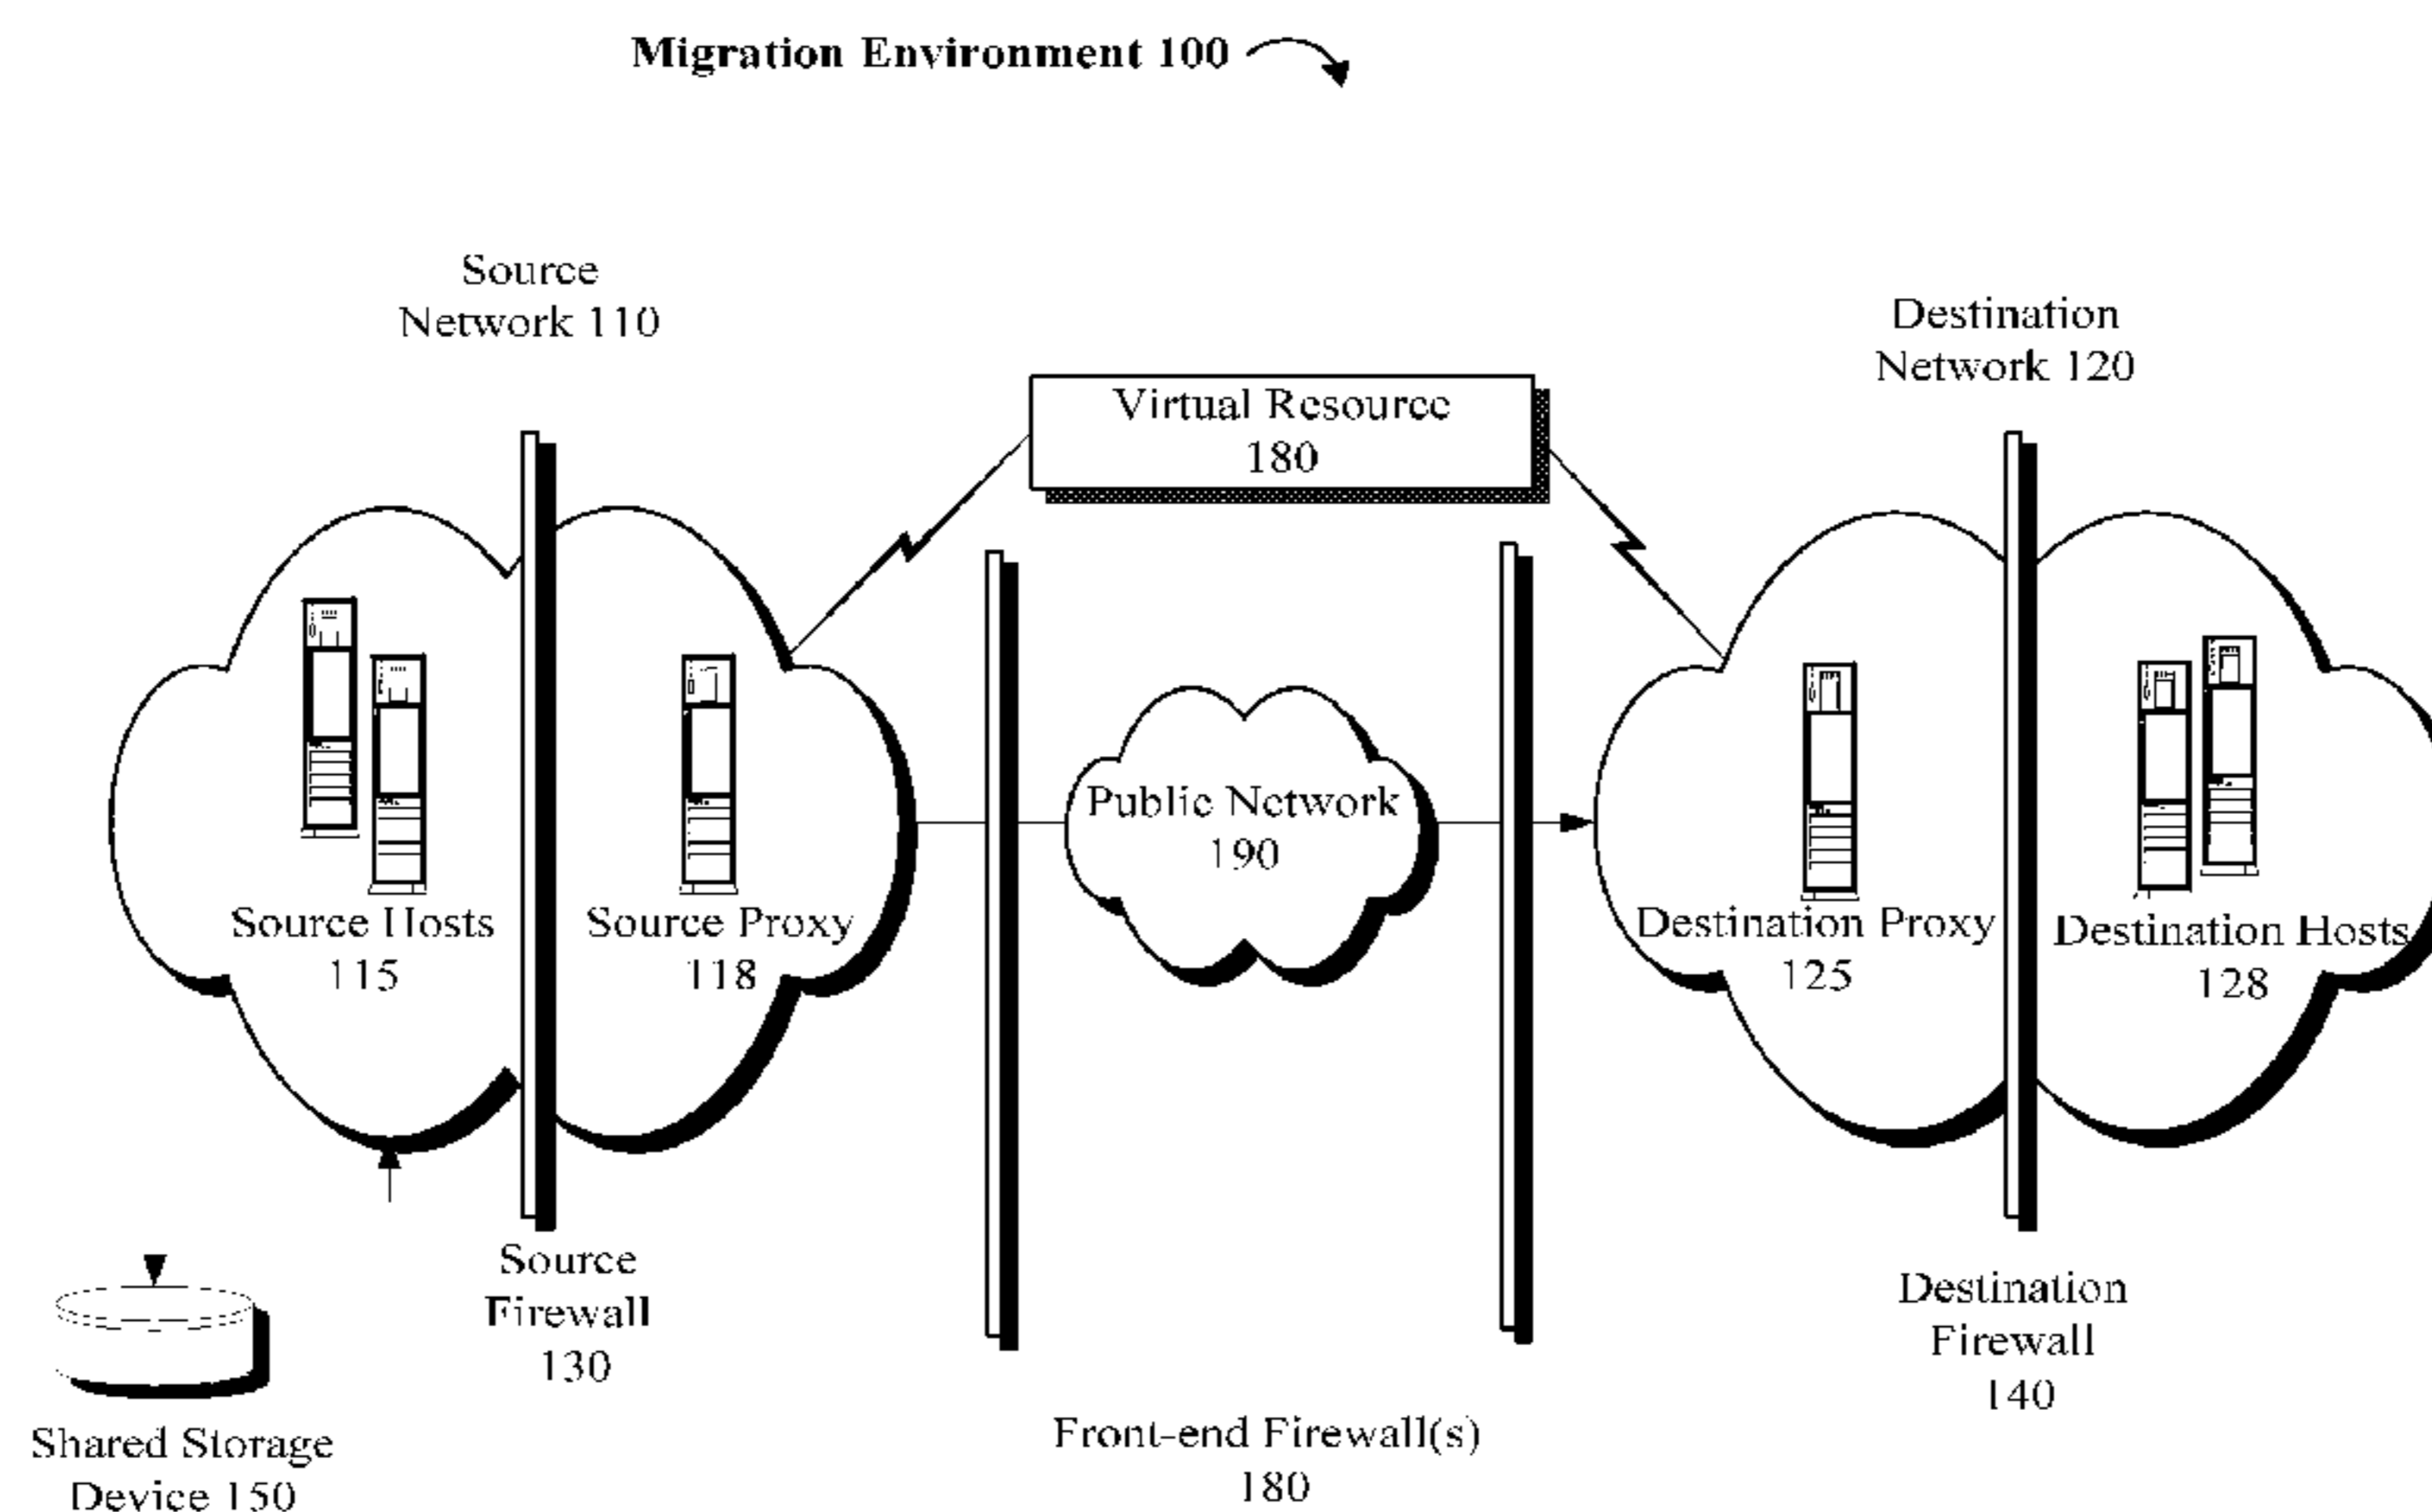 Migration Environment 100
Source
Network 110
Destination
Network 120
Virtual Resource
180
Public Network
190
Source Hosts
115
Source Proxy
118
Destination Proxy
125
Destination Hosts
128
Source
Firewall
130
Destination
Firewall
140
Shared Storage
Device 150
Front-end Firewall(s)
180